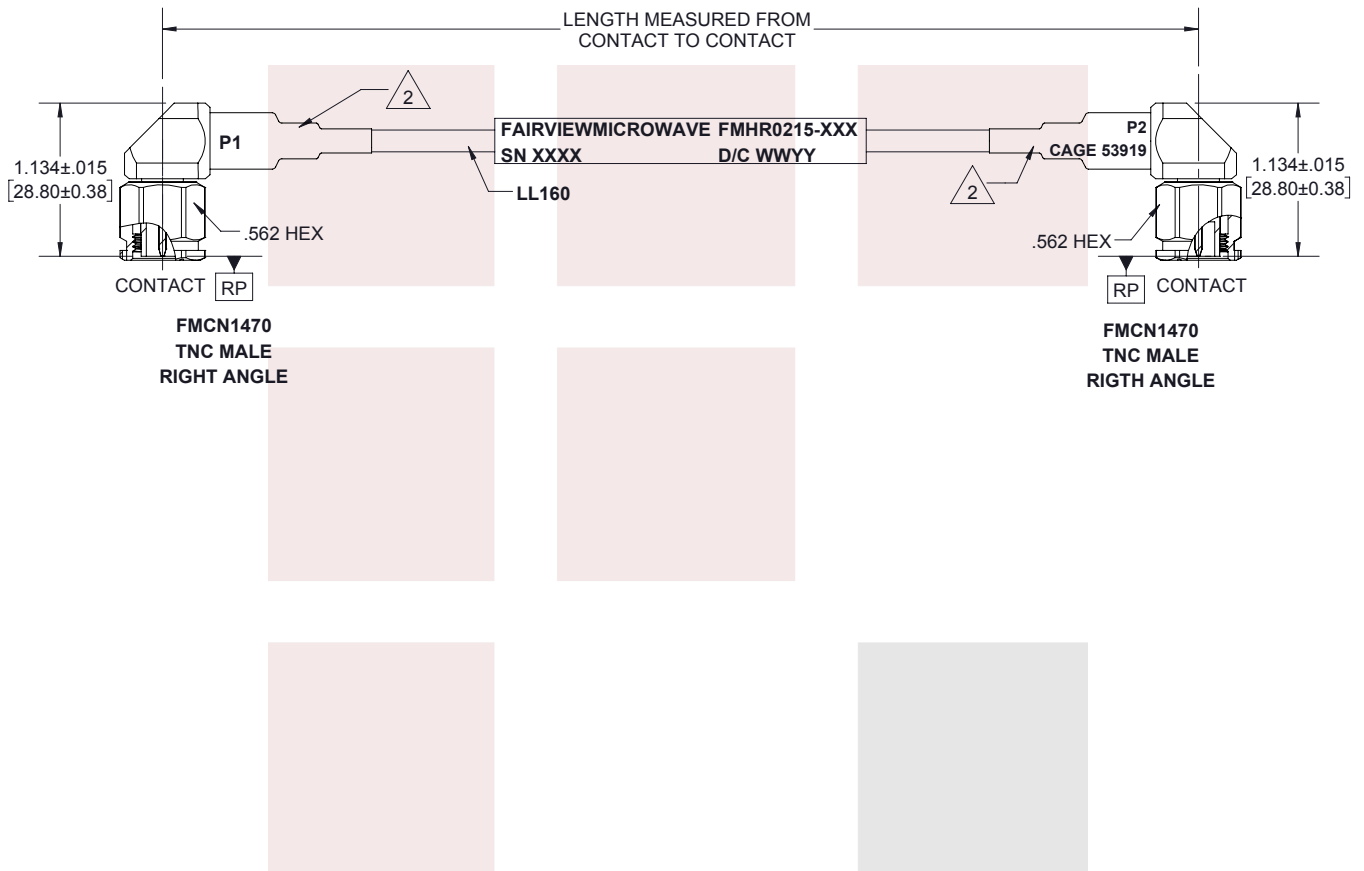 LENGTH MEASURED FROM
CONTACT TO CONTACT
2
P1
FAIRVIEWMICROWAVE FMHR0215-XXX
SN XXXX D/C WWYY
P2
CAGE 53919
1.134±.015
[28.80±0.38]
1.134±.015
[28.80±0.38]
LL160
2
.562 HEX
.562 HEX
CONTACT
RP
RP
CONTACT
FMCN1470
TNC MALE
RIGHT ANGLE
FMCN1470
TNC MALE
RIGTH ANGLE